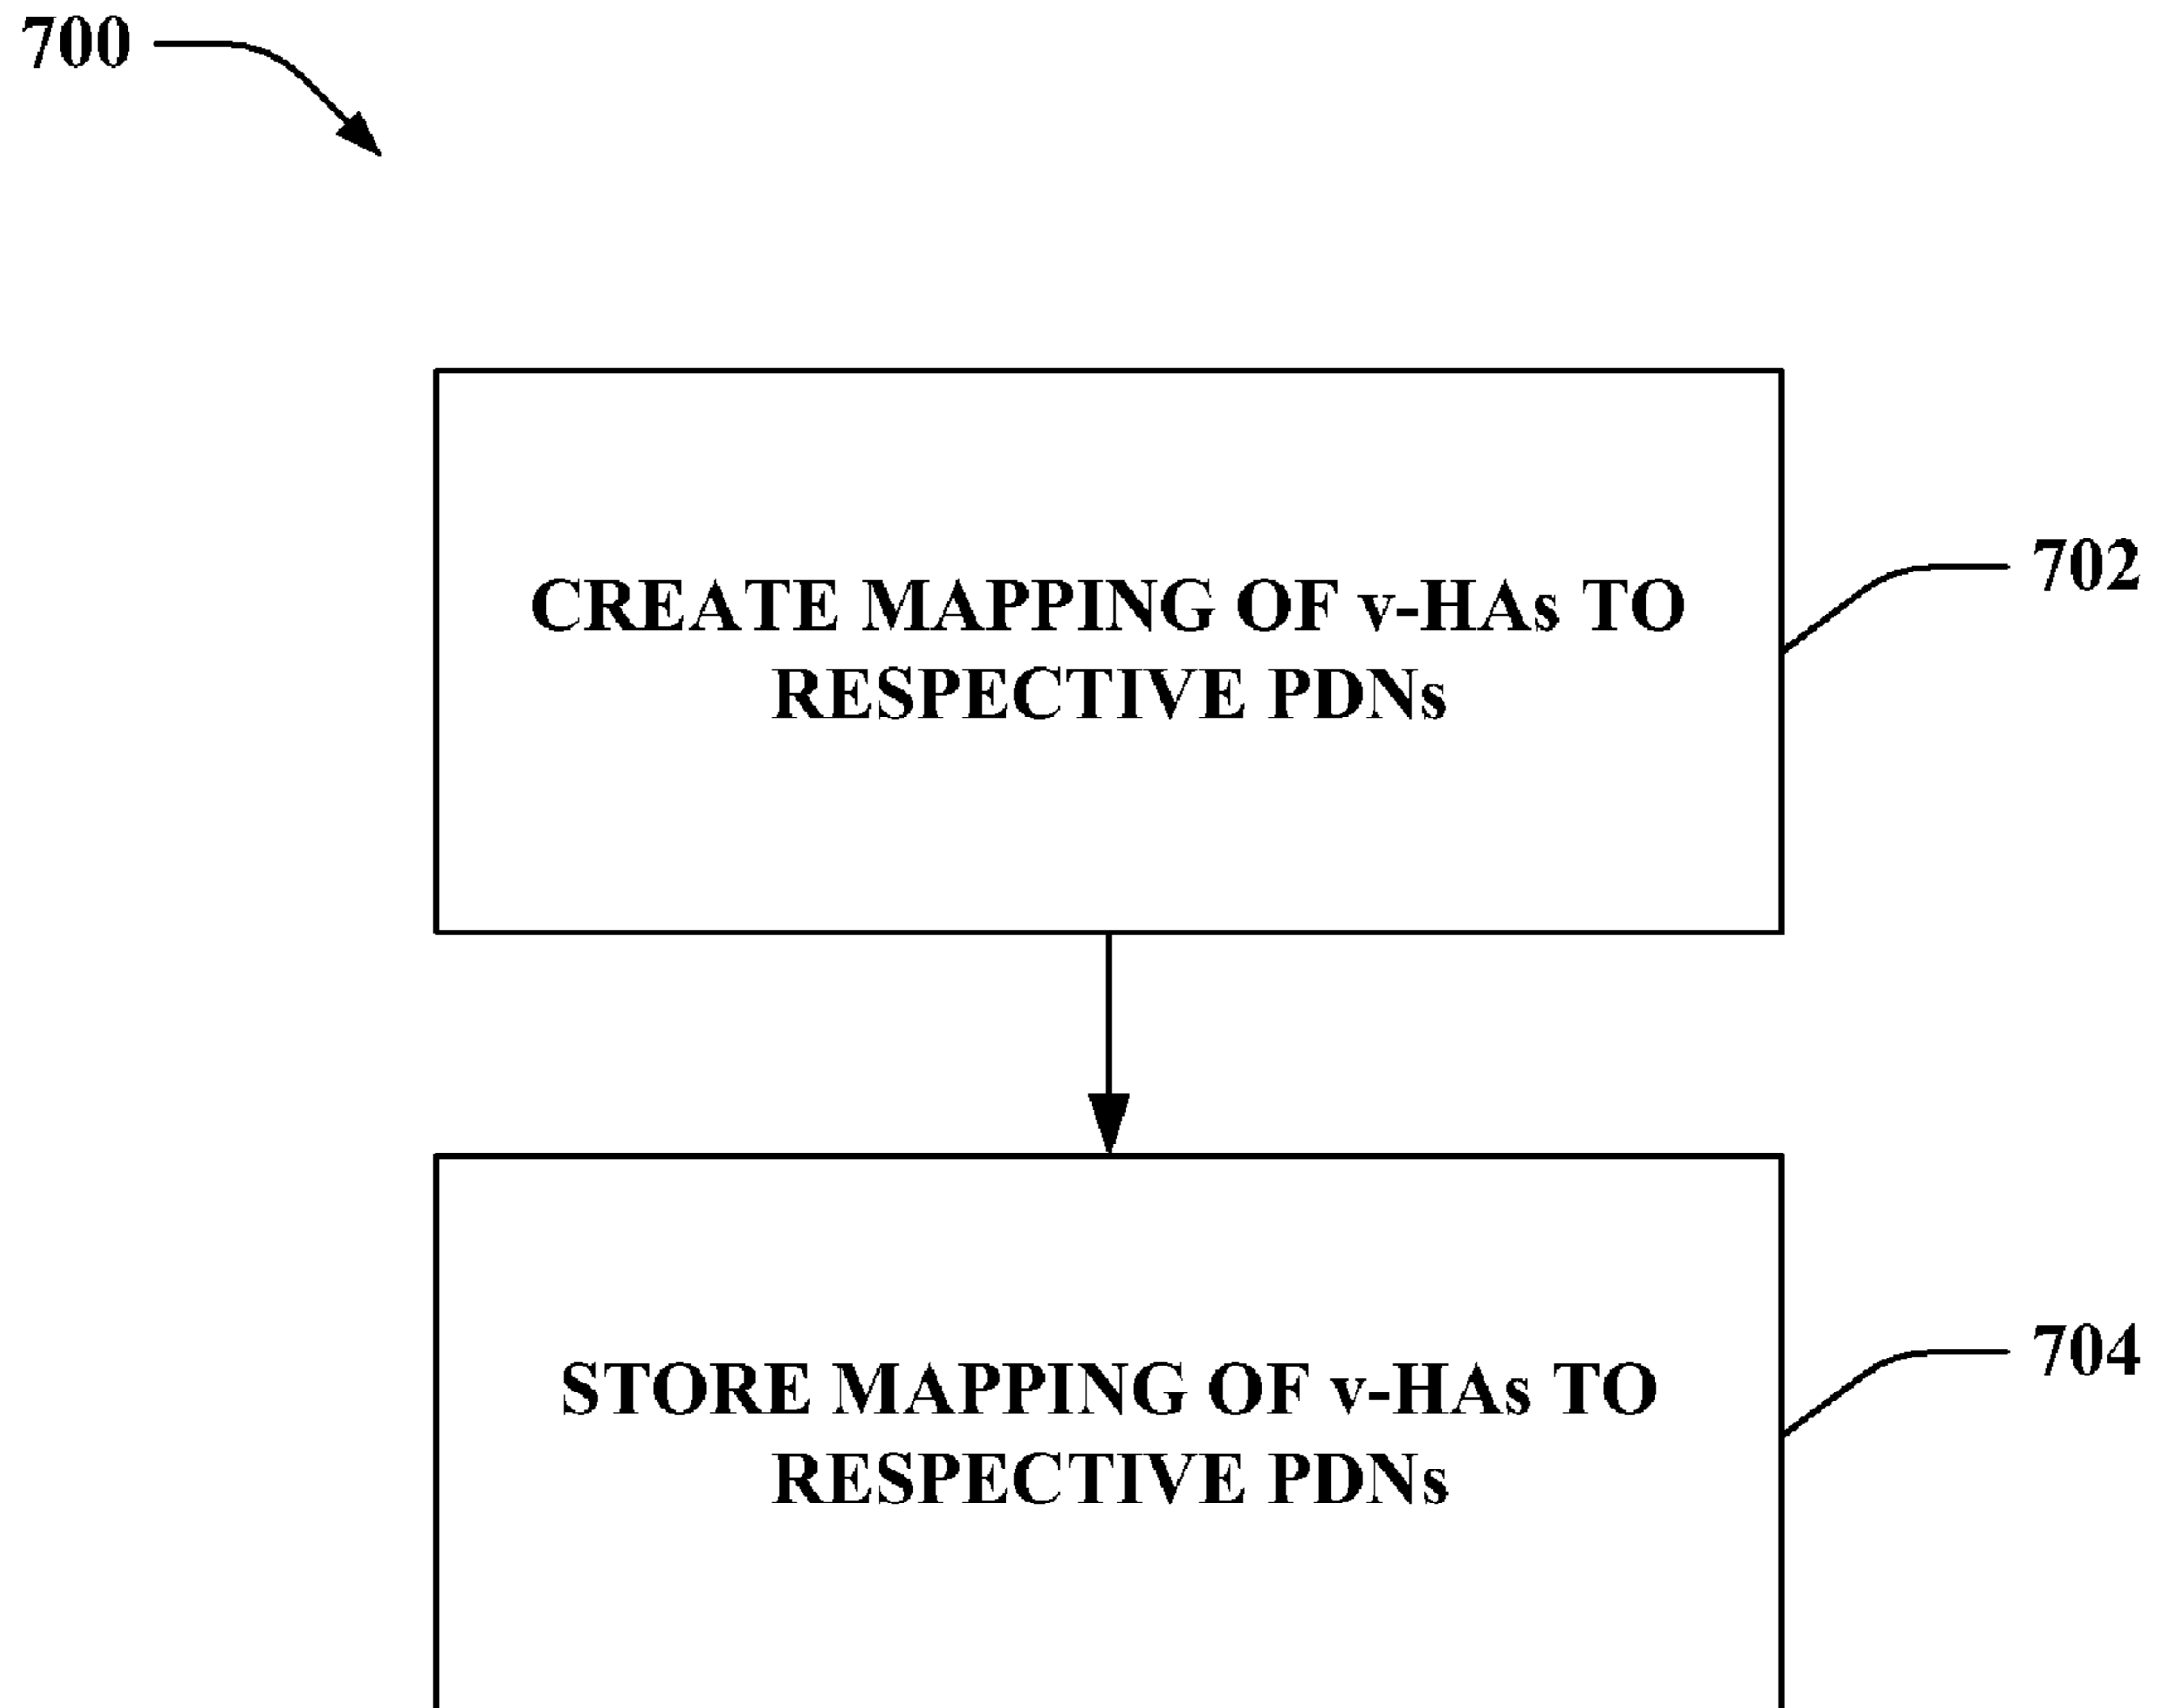 700
CREATE MAPPING OF v-HAs TO
RESPECTIVE PDNs
702
STORE MAPPING OF v-HAs TO
RESPECTIVE PDNs
704